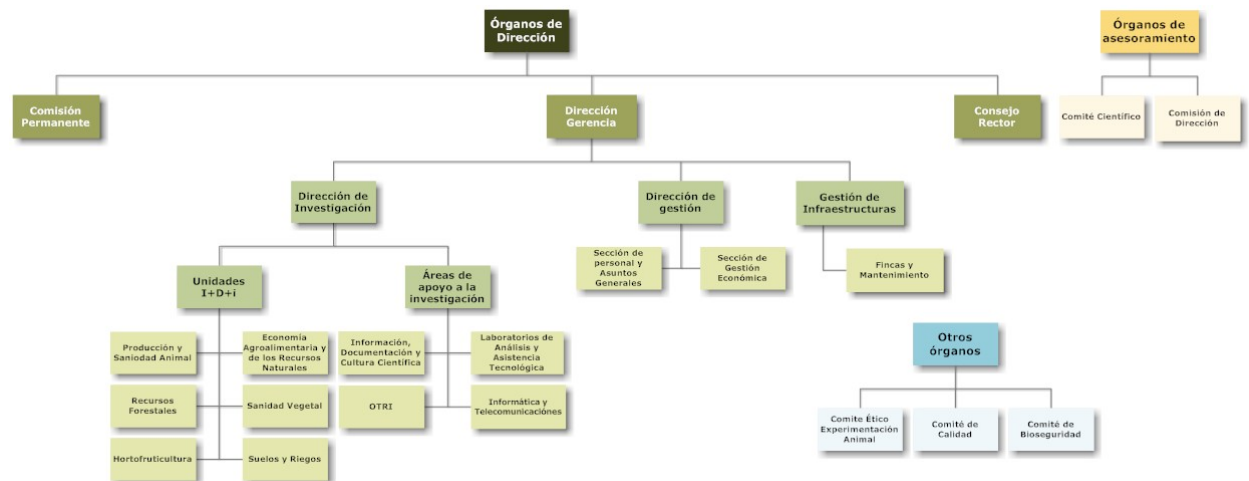 Órganos de
Dirección
Órganos de
asesoramiento
Comisión
Permanente
Dirección
Gerencia
Consejo
Rector
Comité Científico
Comisión de
Dirección
Dirección de
Investigación
Dirección de
gestión
Gestión de
Infraestructuras
Sección de
personal y
Asuntos
Generales
Sección de
Gestión
Económica
Fincas y
Mantenimiento
Unidades
I+D+i
Áreas de
apoyo a la
investigación
Producción y
Saniodad Animal
Economía
Agroalimentaria y
de los Recursos
Naturales
Información,
Documentación y
Cultura Científica
Laboratorios de
Análisis y
Asistencia
Tecnológica
Otros
órganos
Recursos
Forestales
Sanidad Vegetal
OTRI
Informática y
Telecomunicaciónes
Comite Ético
Experimentación
Animal
Comité de
Calidad
Comité de
Bioseguridad
Hortofruticultura
Suelos y Riegos